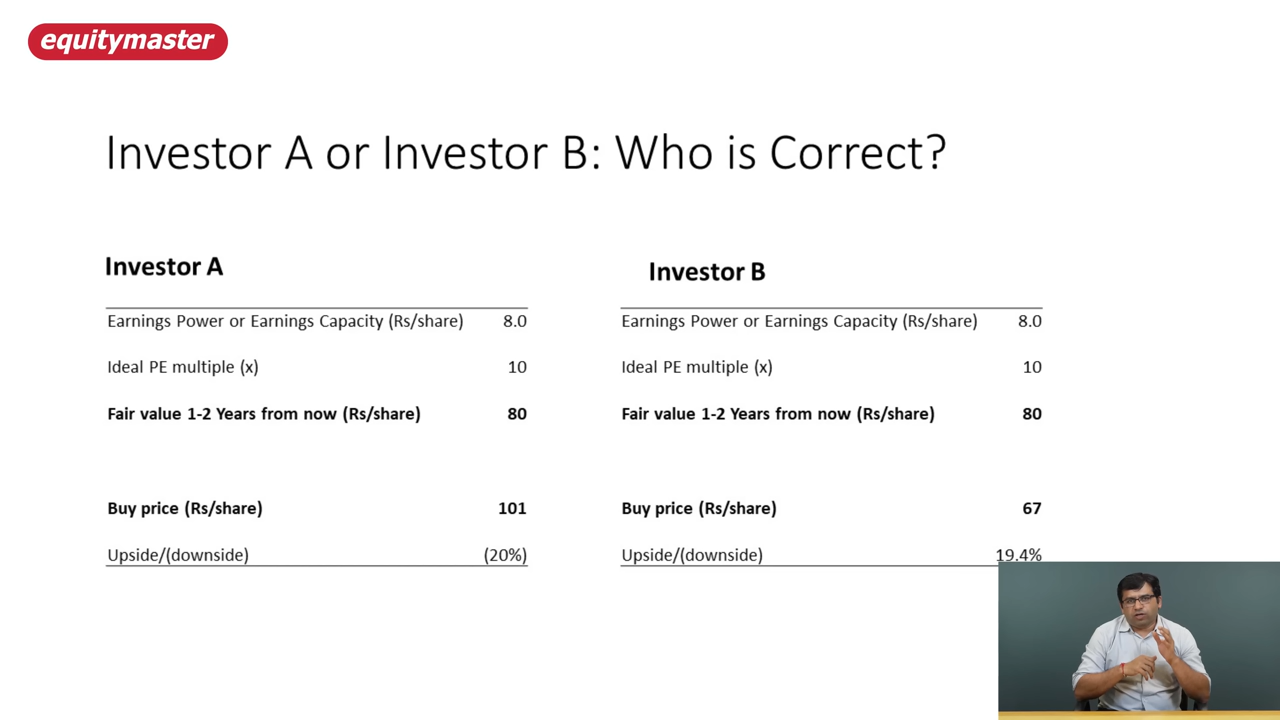 equitymaster
Investor A or Investor B: Who is Correct?
Investor A
Earnings Power or Earnings Capacity (Rs/share) 8.0
Ideal PE multiple (x) 10
Fair value 1-2 Years from now (Rs/share) 80
Buy price (Rs/share) 101
Upside/(downside) (20%)
Investor B
Earnings Power or Earnings Capacity (Rs/share) 8.0
Ideal PE multiple (x) 10
Fair value 1-2 Years from now (Rs/share) 80
Buy price (Rs/share) 67
Upside/(downside) 19.4%